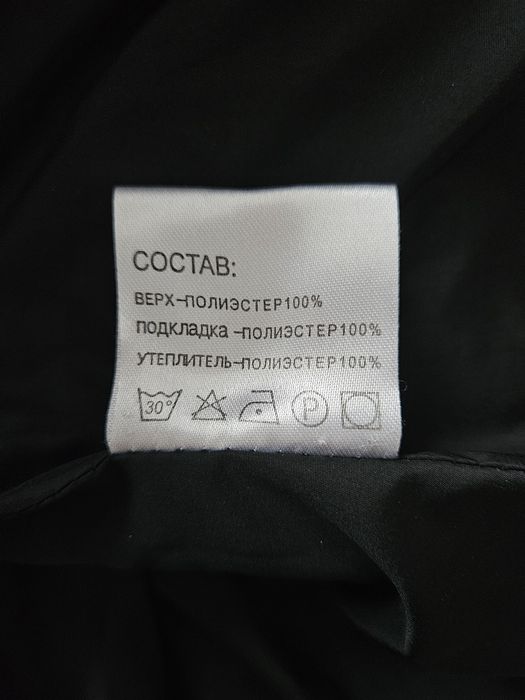 СОСТАВ:
ВЕРХ-ПОЛИЭСТЕР100%
ПОДКЛАДКА-ПОЛИЭСТЕР100%
УТЕПЛИТЕЛЬ-ПОЛИЭСТЕР100%
30° P